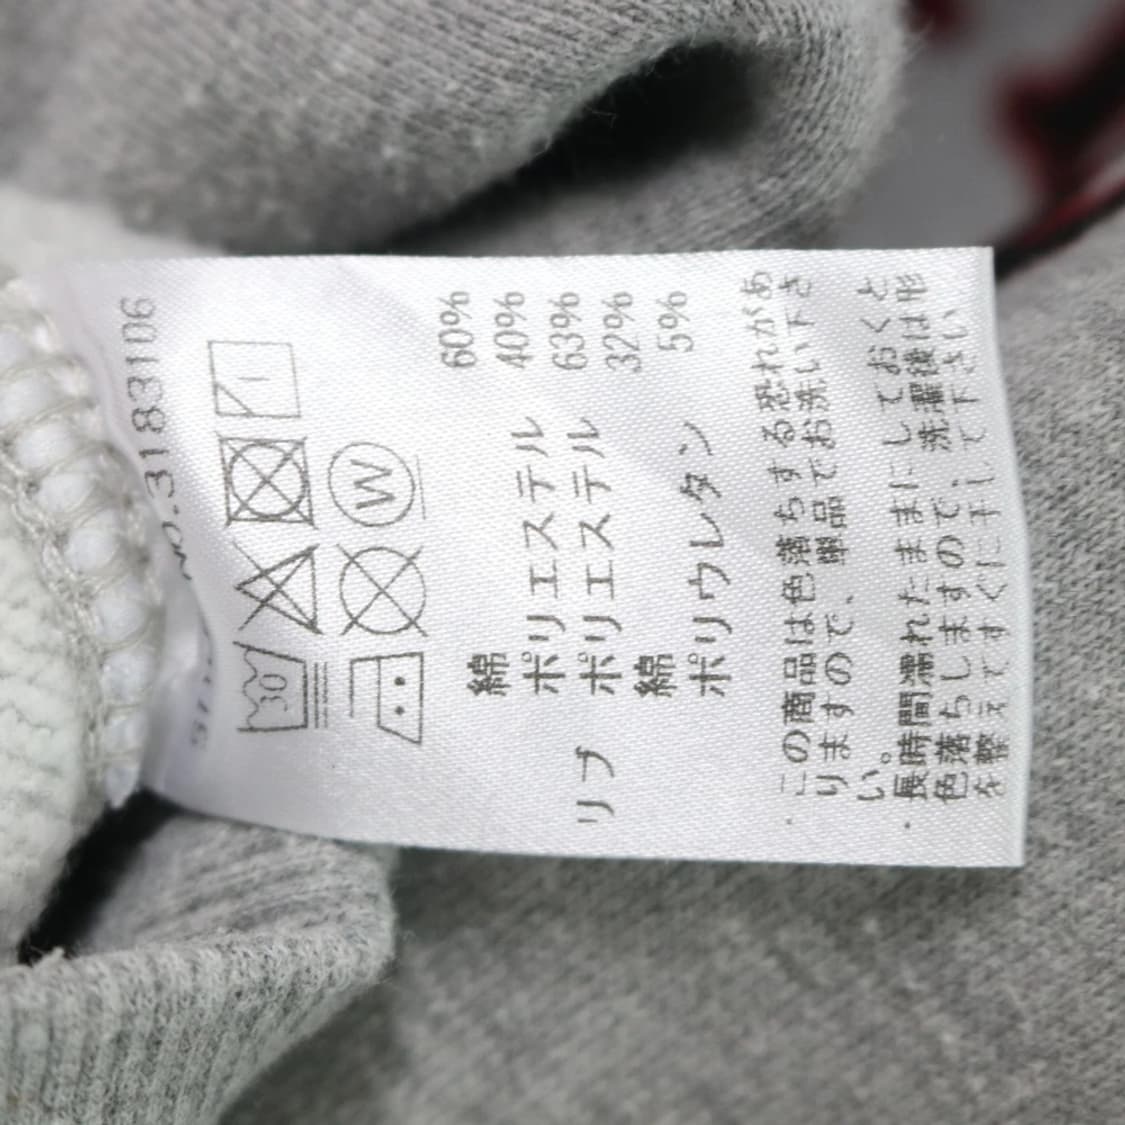 No.3183106
30
W
綿 60%
ポリエステル 40%
リブ ポリエステル 63%
綿 32%
ポリウレタン 5%
・この商品は色落ちする恐れがあ
りますので、単品でお洗い下さ
い。
・長時間濡れたままにしておくと
色落ちしますので、洗濯後は形
を整えてすぐに干して下さい